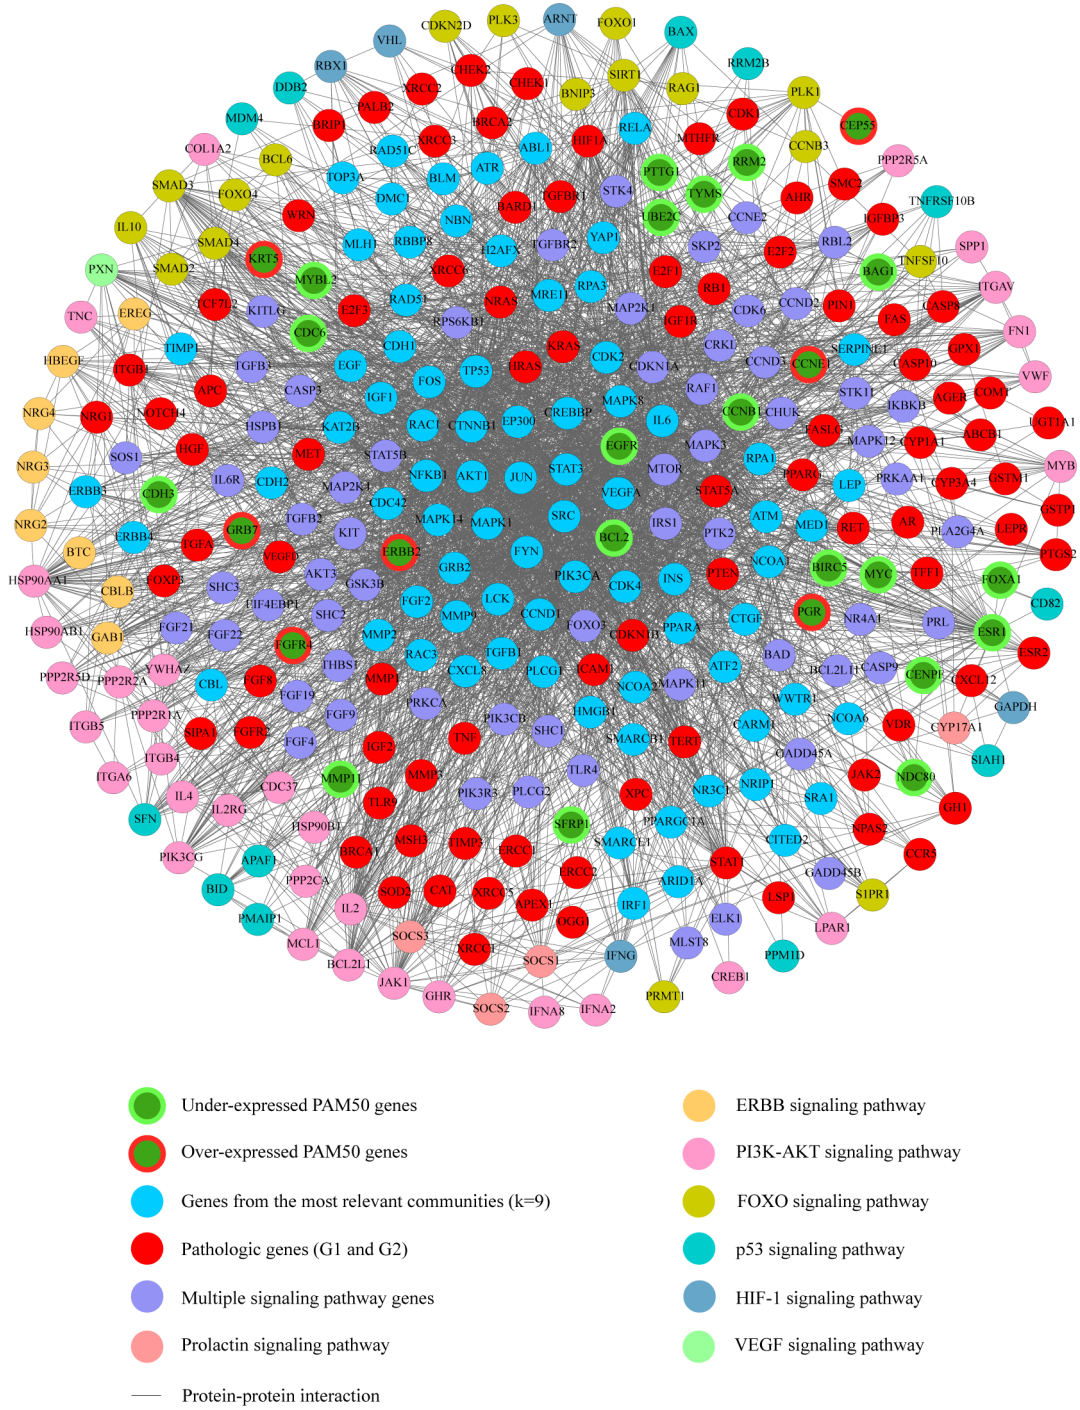 CDKN2D
PLK3
ARNT
FOXO1
BAX
VHL
RBX1
CHEK2
CHEK1
SIRT1
RRM2B
DDB2
XRCC2
BNIP3
RAG1
PLK1
PALB2
BRCA2
CDK1
CEP55
MDM4
BRIP1
XRCC3
HIF1A
RELA
MTHFR
CCNB3
COL1A2
RAD51C
ABL1
PPP2R5A
BCL6
TOP3A
BLM
ATR
PTTG1
RRM2
SMAD3
FOXO4
DMC1
BARD1
TGFBR1
STK4
TYMS
AHR
SMC2
TNFRSF10B
IL10
WRN
NBN
UBE2C
CCNE2
IGFBP3
SMAD4
MLH1
RBBP8
H2AFX
TGFBR2
YAP1
SKP2
E2F2
RBL2
SPP1
PXN
SMAD2
KRT5
MYBL2
XRCC6
MRE11
RPA3
E2F1
RB1
BAG1
TNFSF10
ITGAV
TNC
EREG
TCF7L2
KITLG
E2F3
RAD51
RPS6KB1
NRAS
MAP2K1
IGF1R
CDK6
CCND2
PIN1
FAS
CASP8
FN1
HBEGF
TIMP1
CDC6
CDH1
KRAS
CDK2
CRKL
SERPINE1
GPX1
ITGB1
TGFB3
EGF
FOS
TP53
HRAS
CDKN1A
CCND3
CCNE1
CASP10
VWF
NRG4
NRG1
NOTCH4
APC
CASP3
IGF1
RAF1
STK11
IKBKB
AGER
COMT
HSPB1
KAT2B
RAC1
CTNNB1
EP300
CREBBP
MAPK8
IL6
CCNB1
CHUK
FASLG
MAPK12
CYP1A1
ABCB1
UGT1A1
NRG3
SOS1
HGF
MET
STAT5B
EGFR
MAPK3
RPA1
MYB
ERBB3
CDH3
IL6R
CDH2
MAP2K1
NFKB1
AKT1
JUN
STAT3
MTOR
STAT5A
PPARG
LEP
PRKAA1
CYP3A4
GSTM1
NRG2
ERBB4
GRB7
TGFB2
CDC42
VEGFA
GSTP1
BTC
TGFA
KIT
MAPK14
MAPK1
SRC
IRS1
PTK2
ATM
MED1
RET
AR
PLA2G4A
LEPR
HSP90AA1
CBLB
FOXP3
VEGFD
ERBB2
FYN
BCL2
NCOA1
PTGS2
SHC3
AKT3
GSK3B
GRB2
PIK3CA
CDK4
INS
PTEN
BIRC5
MYC
TFF1
FOXA1
HSP90AB1
GAB1
FGF21
EIF4EBP1
SHC2
FGF2
MMP9
LCK
CCND1
FOXO3
CDKN1B
PPARA
CTGF
PGR
NR4A1
PRL
CD82
FGF22
FGFR4
MMP2
ESR1
PPP2R5D
PPP2R2A
YWHAZ
THBS1
RAC3
TGFB1
ICAM1
ATF2
BAD
BCL2L11
CASP9
ESR2
CBL
FGF8
FGF19
MMP1
CXCL8
PLCG1
NCOA2
MAPK11
CENPF
CXCL12
ITGB5
PPP2R1A
FGF9
PRKCA
PIK3CB
HMGB1
WWTR1
GAPDH
SIPA1
FGFR2
FGF4
IGF2
TNF
SHC1
SMARCB1
TERT
CARM1
NCOA6
VDR
CYP17A1
ITGA6
ITGB4
GADD45A
SIAH1
IL4
CDC37
MMP11
MMP3
TLR4
JAK2
NDC80
SFN
IL2RG
TLR9
PIK3R3
PLCG2
XPC
NR3C1
NRIP1
SRA1
GH1
HSP90B1
SFRP1
PPARGC1A
NPAS2
PIK3CG
BRCA1
MSH3
TIMP3
ERCC1
SMARCE1
STAT1
CITED2
CCR5
APAF1
PPP2CA
ERCC2
ARID1A
GADD45B
BID
SOD2
CAT
XRCC5
APEX1
IRF1
LSP1
S1PR1
PMAIP1
IL2
OGG1
ELK1
LPAR1
MCL1
SOCS3
XRCC1
MLST8
BCL2L1
SOCS1
IFNG
PPM1D
JAK1
CREB1
GHR
SOCS2
IFNA8
IFNA2
PRMT1
Under-expressed PAM50 genes
Over-expressed PAM50 genes
Genes from the most relevant communities (k=9)
Pathologic genes (G1 and G2)
Multiple signaling pathway genes
Prolactin signaling pathway
Protein-protein interaction
ERBB signaling pathway
PI3K-AKT signaling pathway
FOXO signaling pathway
p53 signaling pathway
HIF-1 signaling pathway
VEGF signaling pathway